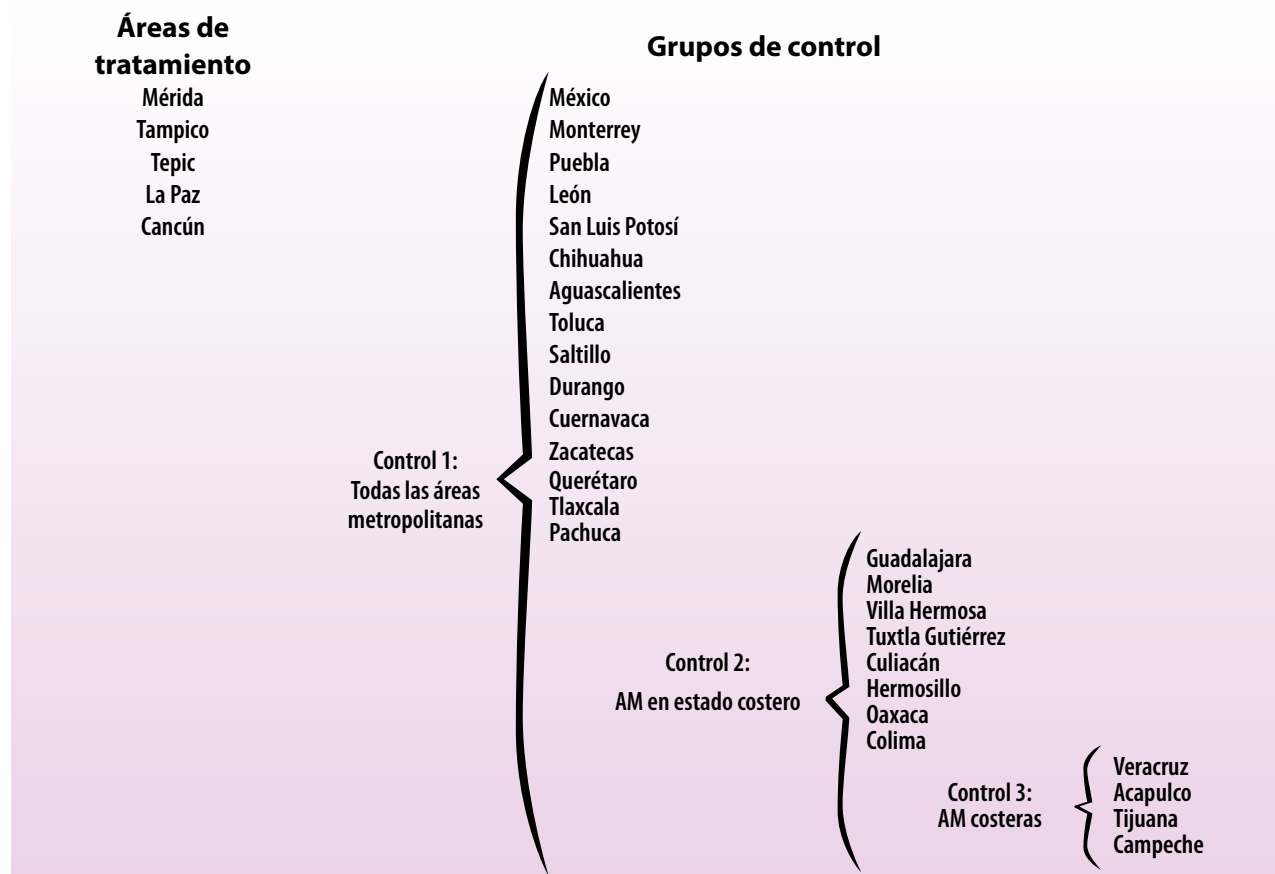 Áreas de
tratamiento
Mérida
Tampico
Tepic
La Paz
Cancún
Grupos de control
Control 1:
Todas las áreas
metropolitanas
México
Monterrey
Puebla
León
San Luis Potosí
Chihuahua
Aguascalientes
Toluca
Saltillo
Durango
Cuernavaca
Zacatecas
Querétaro
Tlaxcala
Pachuca
Control 2:
AM en estado costero
Guadalajara
Morelia
Villa Hermosa
Tuxtla Gutiérrez
Culiacán
Hermosillo
Oaxaca
Colima
Control 3:
AM costeras
Veracruz
Acapulco
Tijuana
Campeche